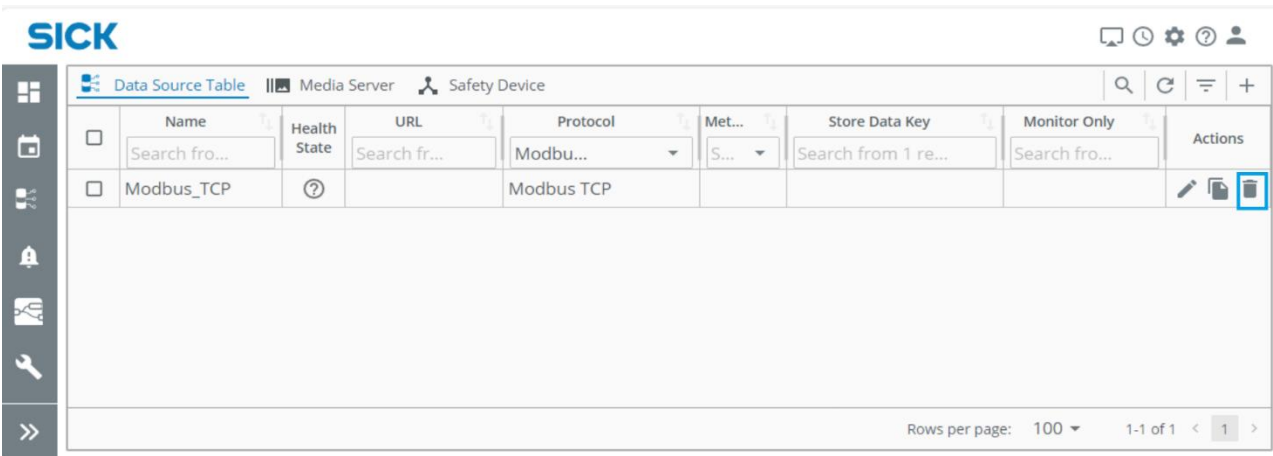 SICK
Data Source Table Media Server Safety Device
Name Health State URL Protocol Met... Store Data Key Monitor Only Actions
Search fro... Search fr... Modbu... S... Search from 1 re... Search fro...
Modbus_TCP Modbus TCP
Rows per page: 100 1-1 of 1 < 1 >